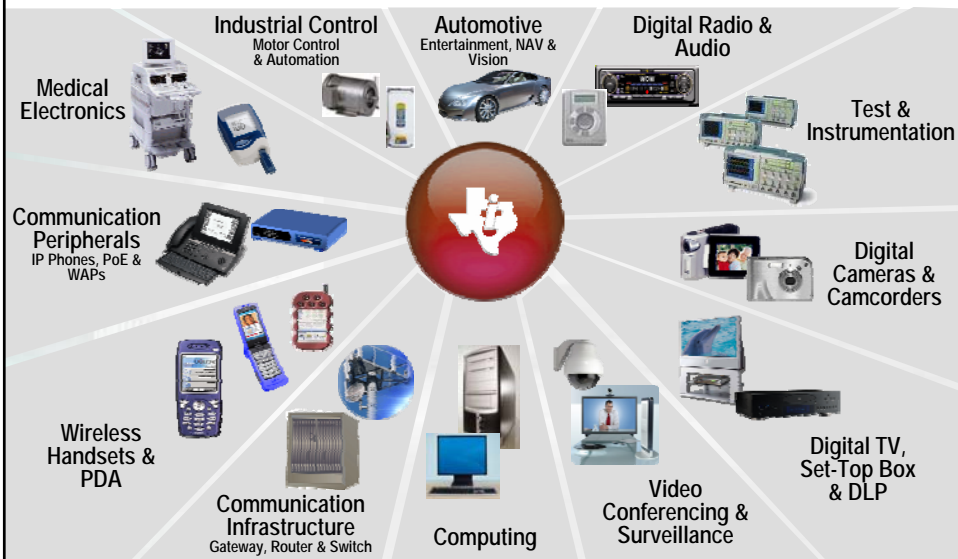 Industrial Control
Motor Control
& Automation
Automotive
Entertainment, NAV &
Vision
Digital Radio &
Audio
Medical
Electronics
Test &
Instrumentation
Communication
Peripherals
IP Phones, PoE &
WAPs
Digital
Cameras &
Camcorders
Wireless
Handsets &
PDA
Communication
Infrastructure
Gateway, Router & Switch
Computing
Video
Conferencing &
Surveillance
Digital TV,
Set-Top Box
& DLP